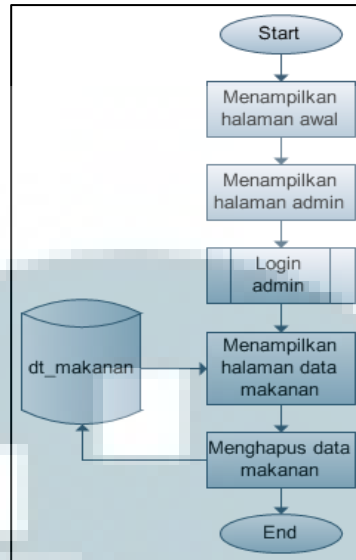 Start
Menampilkan
halaman awal
Menampilkan
halaman admin
Login
admin
dt_makanan
Menampilkan
halaman data
makanan
Menghapus data
makanan
End